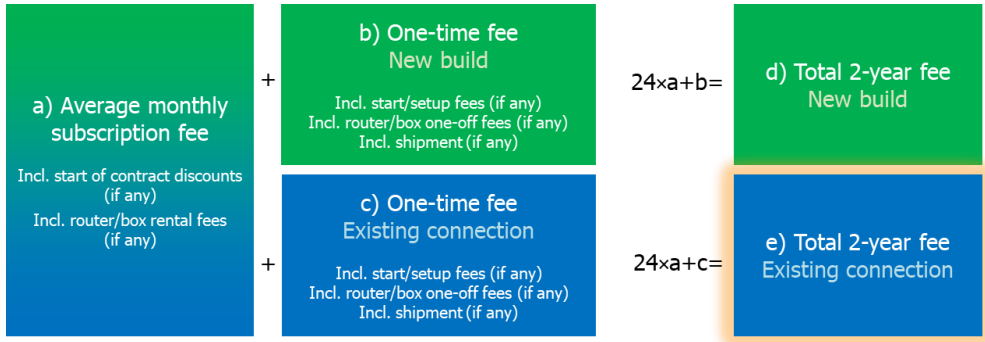 a) Average monthly
subscription fee
Incl. start of contract discounts
(if any)
Incl. router/box rental fees
(if any)
+
b) One-time fee
New build
Incl. start/setup fees (if any)
Incl. router/box one-off fees (if any)
Incl. shipment (if any)
24×a+b=
d) Total 2-year fee
New build
+
c) One-time fee
Existing connection
Incl. start/setup fees (if any)
Incl. router/box one-off fees (if any)
Incl. shipment (if any)
24×a+c=
e) Total 2-year fee
Existing connection